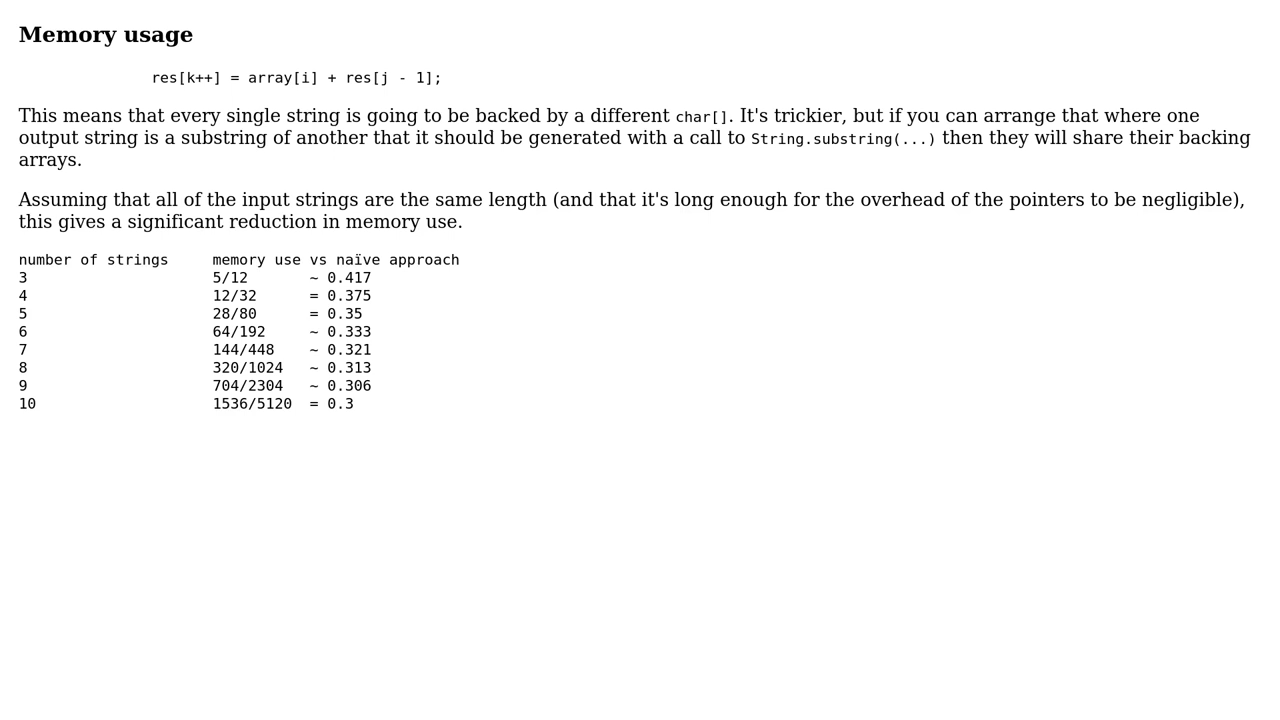 Memory usage
res[k++] = array[i] + res[j - 1];
This means that every single string is going to be backed by a different char[]. It's trickier, but if you can arrange that where one
output string is a substring of another that it should be generated with a call to String.substring(...) then they will share their backing
arrays.
Assuming that all of the input strings are the same length (and that it's long enough for the overhead of the pointers to be negligible),
this gives a significant reduction in memory use.
number of strings     memory use vs naïve approach
3                     5/12       ~ 0.417
4                     12/32      = 0.375
5                     28/80      = 0.35
6                     64/192     ~ 0.333
7                     144/448    ~ 0.321
8                     320/1024   ~ 0.313
9                     704/2304   ~ 0.306
10                    1536/5120  = 0.3